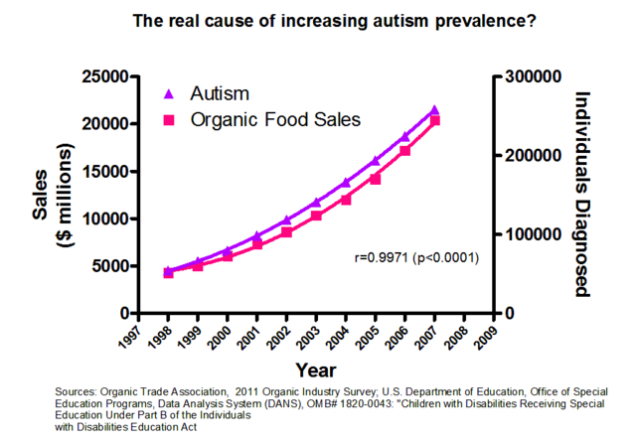 The real cause of increasing autism prevalence?
25000
20000
15000
10000
5000
0
Sales
($ millions)
Autism
Organic Food Sales
r=0.9971 (p<0.0001)
300000
200000
100000
0
Individuals Diagnosed
1997 1998 1999 2000 2001 2002 2003 2004 2005 2006 2007 2008 2009
Year
Sources: Organic Trade Association, 2011 Organic Industry Survey; U.S. Department of Education, Office of Special
Education Programs, Data Analysis System (DANS), OMB# 1820-0043: "Children with Disabilities Receiving Special
Education Under Part B of the Individuals
with Disabilities Education Act